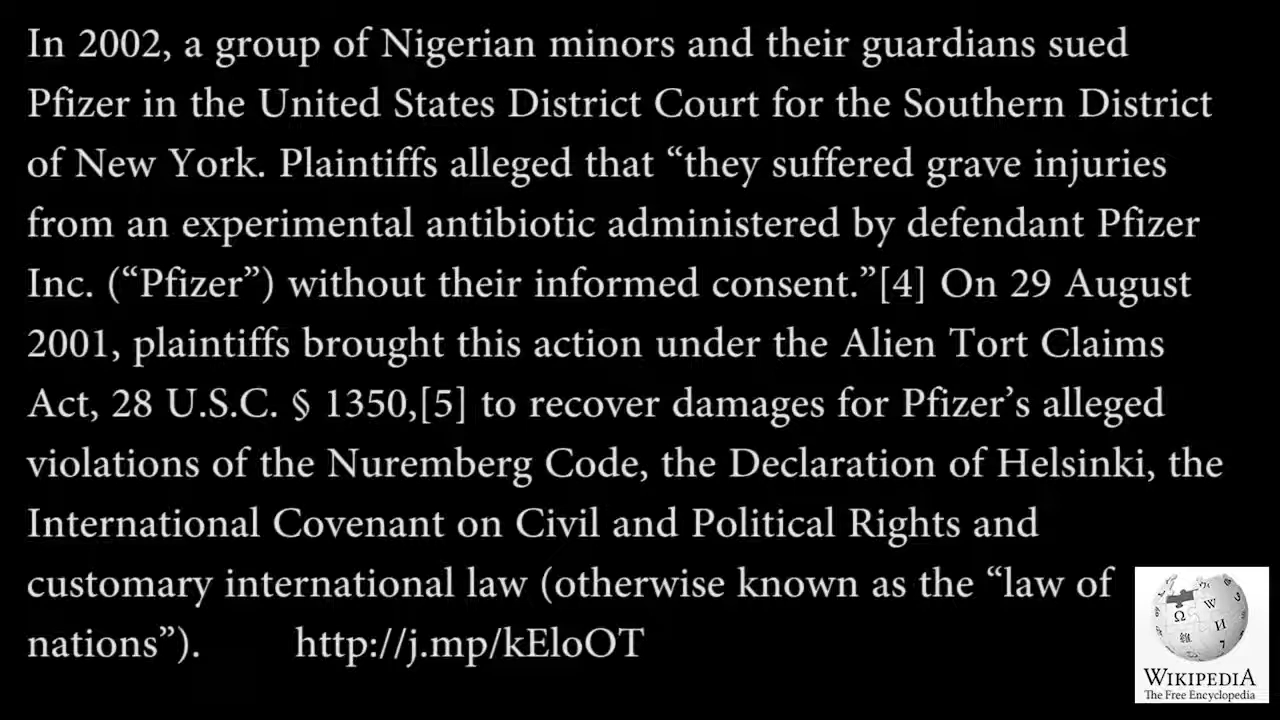 In 2002, a group of Nigerian minors and their guardians sued
Pfizer in the United States District Court for the Southern District
of New York. Plaintiffs alleged that “they suffered grave injuries
from an experimental antibiotic administered by defendant Pfizer
Inc. (“Pfizer”) without their informed consent.”[4] On 29 August
2001, plaintiffs brought this action under the Alien Tort Claims
Act, 28 U.S.C. § 1350,[5] to recover damages for Pfizer’s alleged
violations of the Nuremberg Code, the Declaration of Helsinki, the
International Covenant on Civil and Political Rights and
customary international law (otherwise known as the “law of
nations”). http://j.mp/kEloOT
Ω W И 7
WIKIPEDIA
The Free Encyclopedia